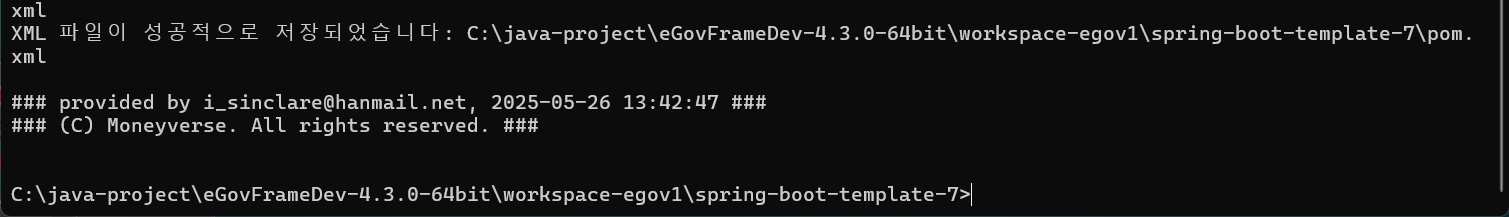 xml
XML 파일이 성공적으로 저장되었습니다: C:\java-project\eGovFrameDev-4.3.0-64bit\workspace-egov1\spring-boot-template-7\pom.
xml
### provided by i_sinclare@hanmail.net, 2025-05-26 13:42:47 ###
### (C) Moneyverse. All rights reserved. ###
C:\java-project\eGovFrameDev-4.3.0-64bit\workspace-egov1\spring-boot-template-7>